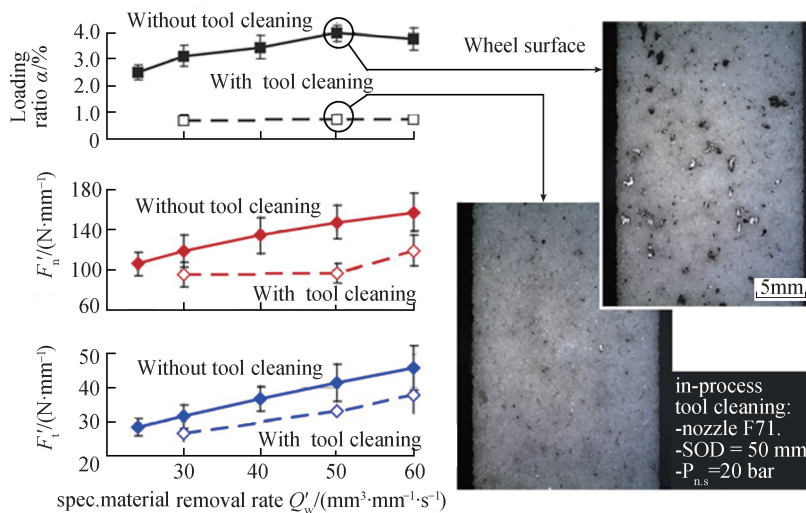 Without tool cleaning
Wheel surface
With tool cleaning
Loading
ratio α/%
4.0
3.0
2.0
1.0
0
Without tool cleaning
With tool cleaning
F′n/(N·mm⁻¹)
180
140
100
60
Without tool cleaning
With tool cleaning
F′t/(N·mm⁻¹)
50
40
30
20
30
40
50
60
spec.material removal rate Q′w/(mm³·mm⁻¹·s⁻¹)
5mm
in-process
tool cleaning:
-nozzle F71.
-SOD = 50 mm
-Pn.s=20 bar